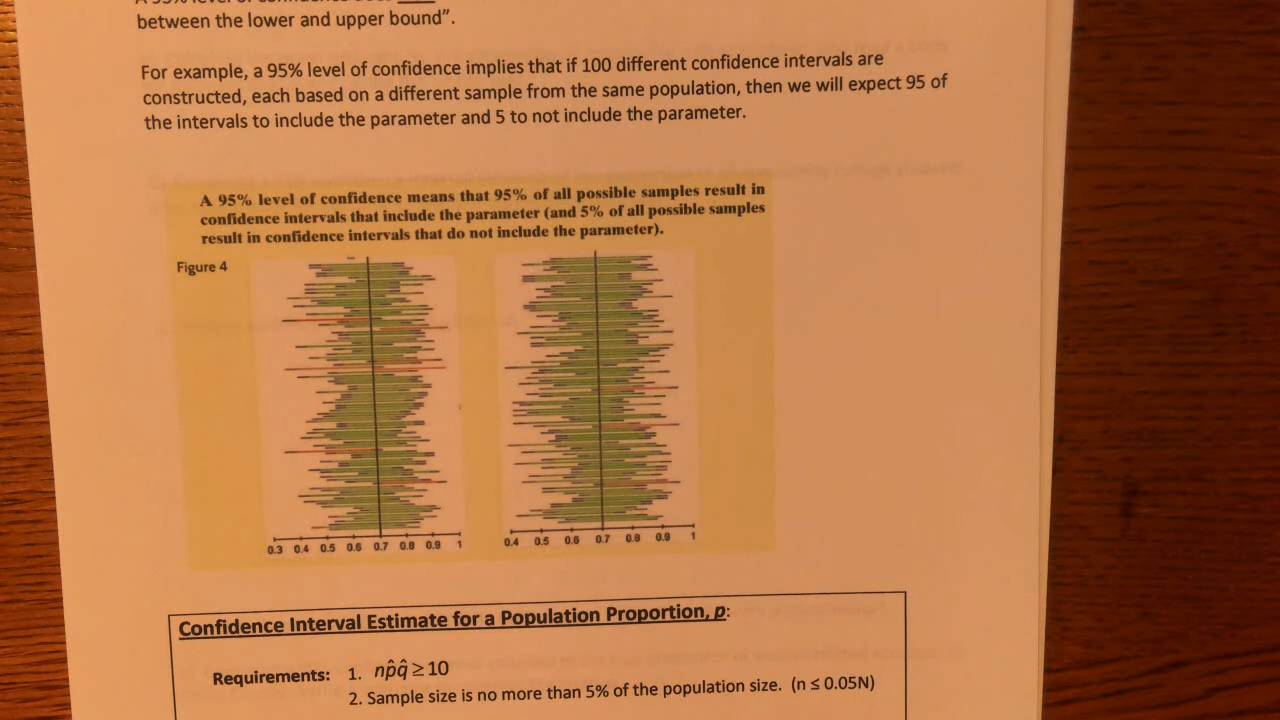 between the lower and upper bound”.
For example, a 95% level of confidence implies that if 100 different confidence intervals are
constructed, each based on a different sample from the same population, then we will expect 95 of
the intervals to include the parameter and 5 to not include the parameter.
A 95% level of confidence means that 95% of all possible samples result in
confidence intervals that include the parameter (and 5% of all possible samples
result in confidence intervals that do not include the parameter).
Figure 4
0.3 0.4 0.5 0.6 0.7 0.8 0.9 1
0.4 0.5 0.6 0.7 0.8 0.9 1
Confidence Interval Estimate for a Population Proportion, p:
Requirements: 1. np̂q̂ ≥ 10
2. Sample size is no more than 5% of the population size. (n ≤ 0.05N)